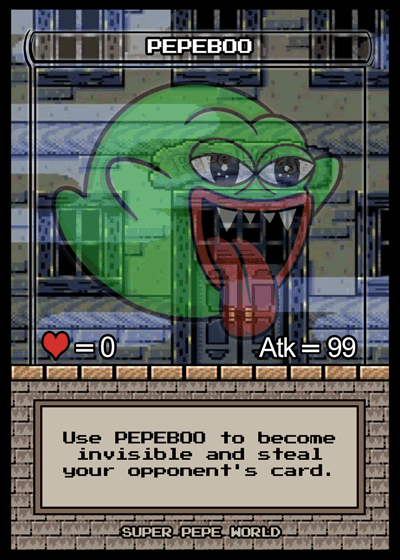 PEPEBOO
= 0
Atk = 99
Use PEPEBOO to become
invisible and steal
your opponent's card.
SUPER PEPE WORLD